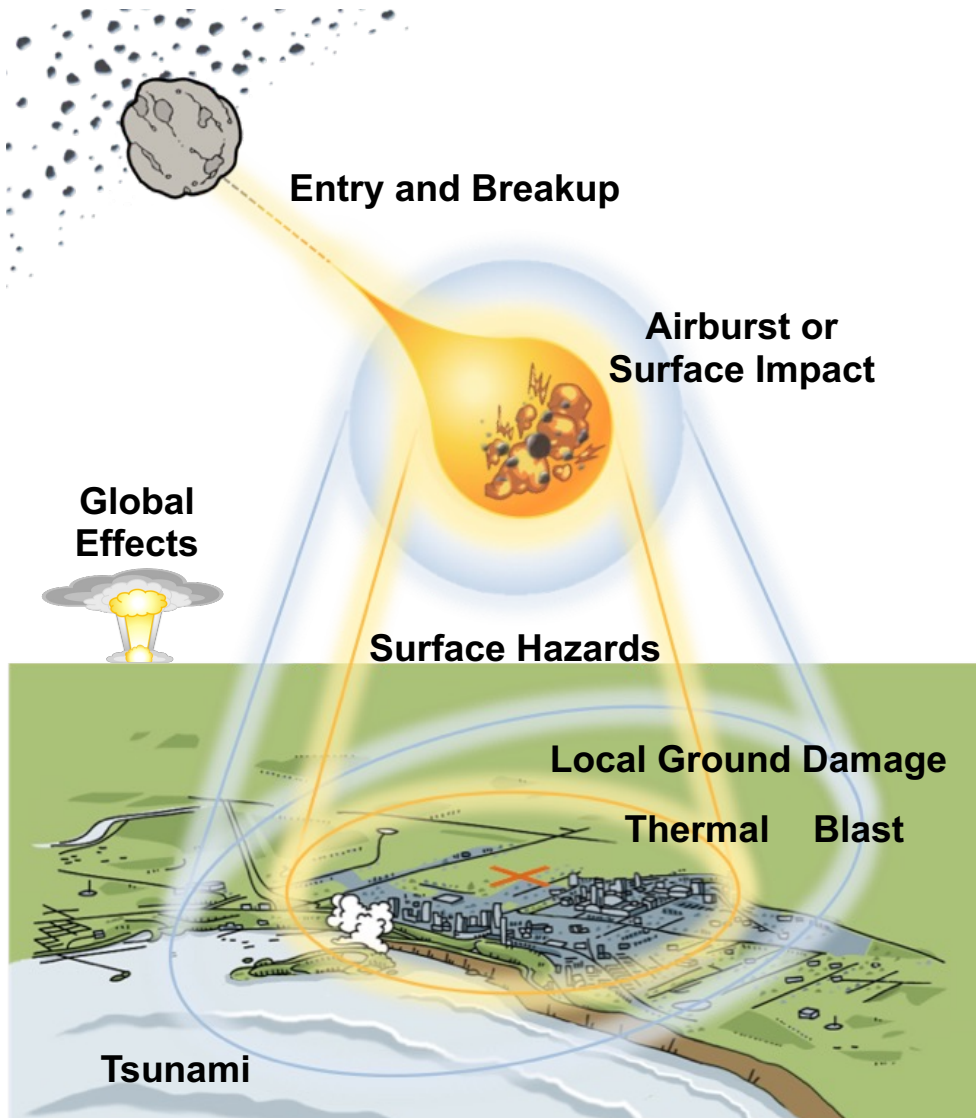 Entry and Breakup
Airburst or
Surface Impact
Global
Effects
Surface Hazards
Local Ground Damage
Thermal Blast
Tsunami